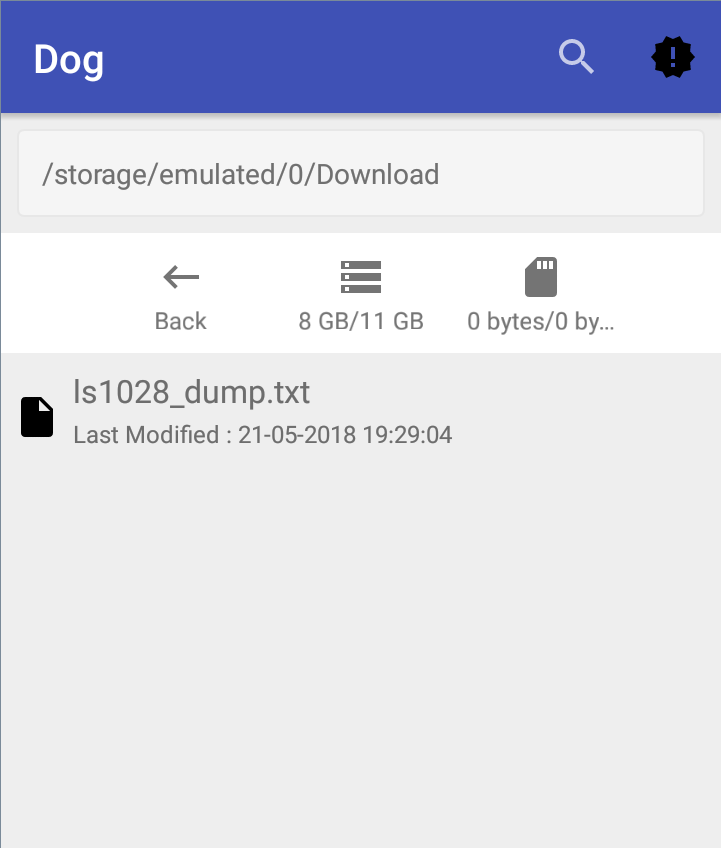 Dog
/storage/emulated/0/Download
Back
8 GB/11 GB
0 bytes/0 by...
ls1028_dump.txt
Last Modified : 21-05-2018 19:29:04